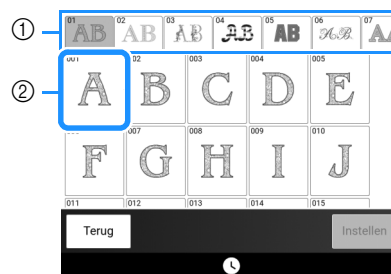 ① 01 AB 02 AB 03 AB 04 AB 05 AB 06 AB 07
② 001 A 002 B 003 C 004 D 005 E
F 007 G 008 H 009 I 010 J
011 012 013 014 015
Terug Instellen